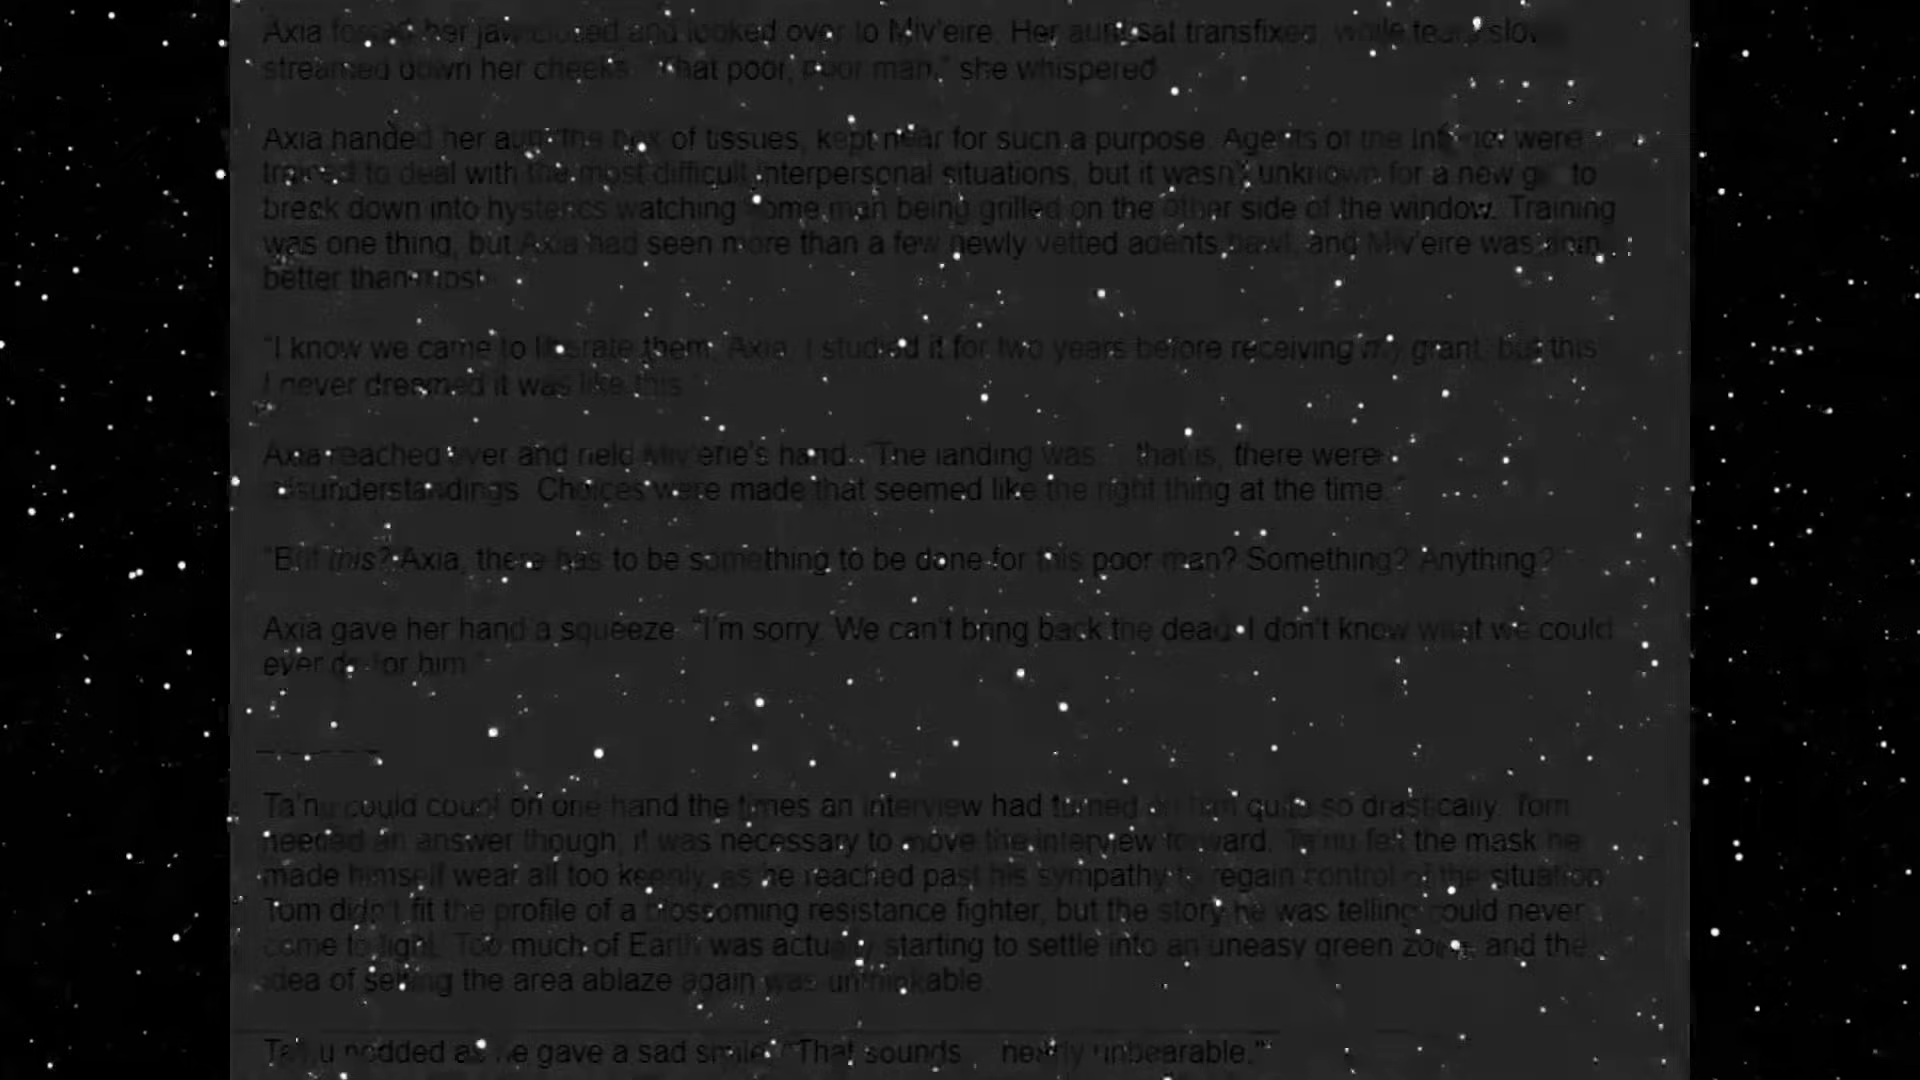 Axia forced her jaw closed and looked over to Miv'eire. Her aunt sat transfixed, while tears slow
streamed down her cheeks. "That poor, poor man," she whispered.
Axia handed her aunt the box of tissues, kept near for such a purpose. Agents of the Interior were
trained to deal with the most difficult interpersonal situations, but it wasn't unknown for a new to
break down into hysterics watching some man being grilled on the other side of the window. Training
was one thing, but Axia had seen more than a few newly vetted agents bawl, and Miv'eire was doin
better than most.
"I know we came to liberate them, Axia. I studied it for two years before receiving my grant, but this
I never dreamed it was like this."
Axia reached over and held Miv'erie's hand. "The landing was... that is, there were
misunderstandings. Choices were made that seemed like the right thing at the time."
"But this? Axia, there has to be something to be done for this poor man? Something? Anything?
Axia gave her hand a squeeze. "I'm sorry. We can't bring back the dead. I don't know what we could
ever do for him."
Ta'nu could count on one hand the times an interview had turned on him quite so drastically. Tom
needed an answer though, it was necessary to move the interview forward. Ta'nu felt the mask he
made himself wear all too keenly, as he reached past his sympathy to regain control of the situation.
Tom didn't fit the profile of a blossoming resistance fighter, but the story he was telling could never
come to light. Too much of Earth was actually starting to settle into an uneasy green zone, and the
idea of setting the area ablaze again was unthinkable.
Ta'nu nodded as he gave a sad smile. "That sounds... nearly unbearable."